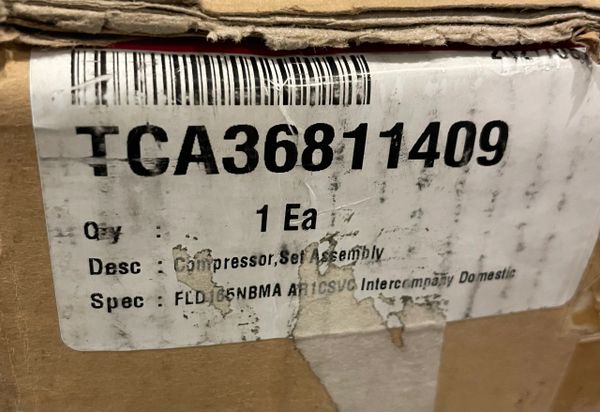 TCA36811409
Qty : 1 Ea
Desc : Compressor,Set Assembly
Spec : FLD165NBMA AR1CSVC Intercompany Domestic